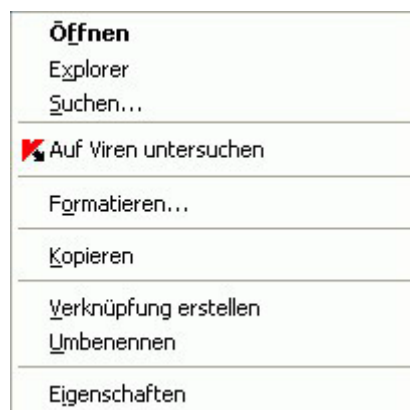 Öffnen
Explorer
Suchen...
Auf Viren untersuchen
Formatieren...
Kopieren
Verknüpfung erstellen
Umbenennen
Eigenschaften